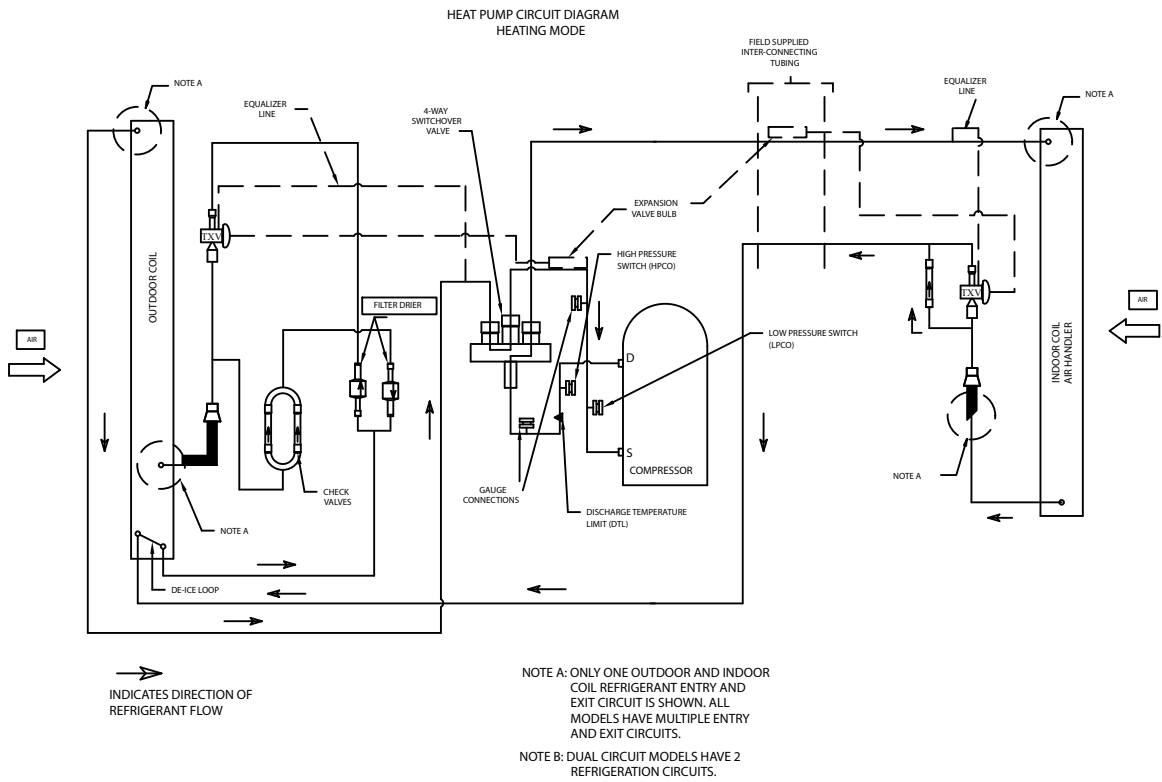 HEAT PUMP CIRCUIT DIAGRAM
HEATING MODE
FIELD SUPPLIED
INTER-CONNECTING
TUBING
NOTE A
EQUALIZER
LINE
4-WAY
SWITCHOVER
VALVE
EQUALIZER
LINE
NOTE A
EXPANSION
VALVE BULB
TXV
HIGH PRESSURE
SWITCH (HPCO)
OUTDOOR COIL
FILTER DRIER
TXV
AIR
AIR
LOW PRESSURE SWITCH
(LPCO)
INDOOR COIL
AIR HANDLER
D
S
COMPRESSOR
NOTE A
CHECK
VALVES
GAUGE
CONNECTIONS
DISCHARGE TEMPERATURE
LIMIT (DTL)
NOTE A
DE-ICE LOOP
INDICATES DIRECTION OF
REFRIGERANT FLOW
NOTE A: ONLY ONE OUTDOOR AND INDOOR
COIL REFRIGERANT ENTRY AND
EXIT CIRCUIT IS SHOWN. ALL
MODELS HAVE MULTIPLE ENTRY
AND EXIT CIRCUITS.
NOTE B: DUAL CIRCUIT MODELS HAVE 2
REFRIGERATION CIRCUITS.